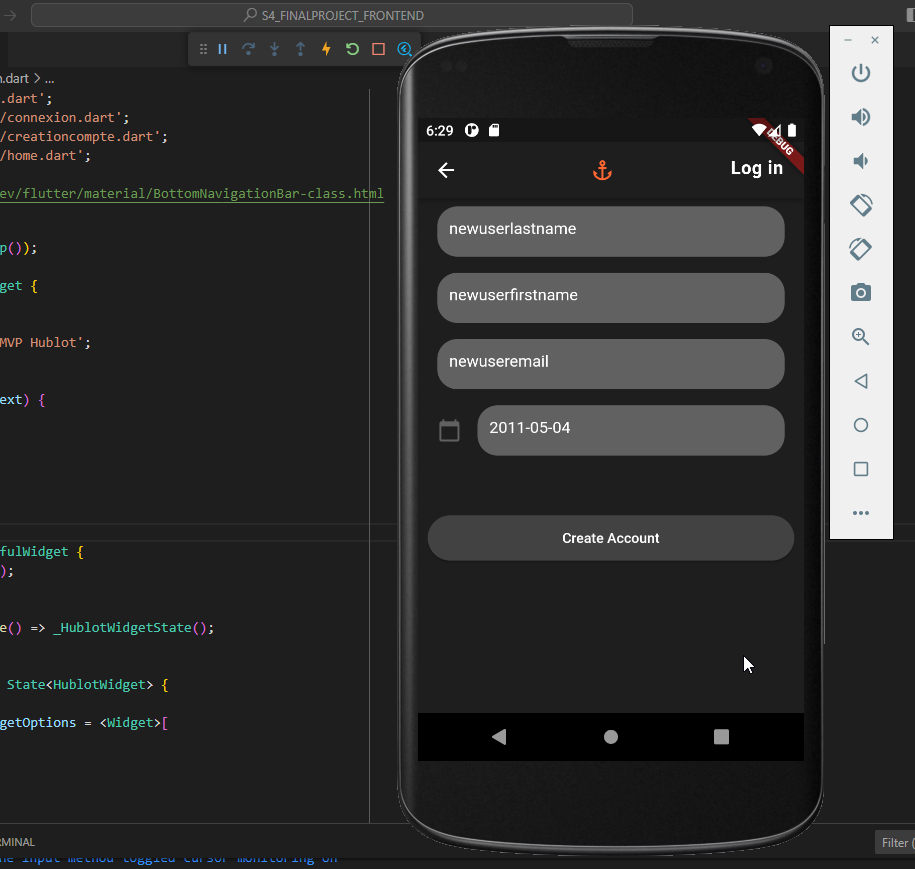 S4_FINALPROJECT_FRONTEND
n.dart > ...
.dart';
/connexion.dart';
/creationcompte.dart';
/home.dart';
ev/flutter/material/BottomNavigationBar-class.html
p());
get {
MVP Hublot';
ext) {
fulWidget {
);
e() => _HublotWidgetState();
State<HublotWidget> {
getOptions = <Widget>[
RMINAL
Filter (
he input method toggled cursor monitoring on
6:29
DEBUG
Log in
newuserlastname
newuserfirstname
newuseremail
2011-05-04
Create Account